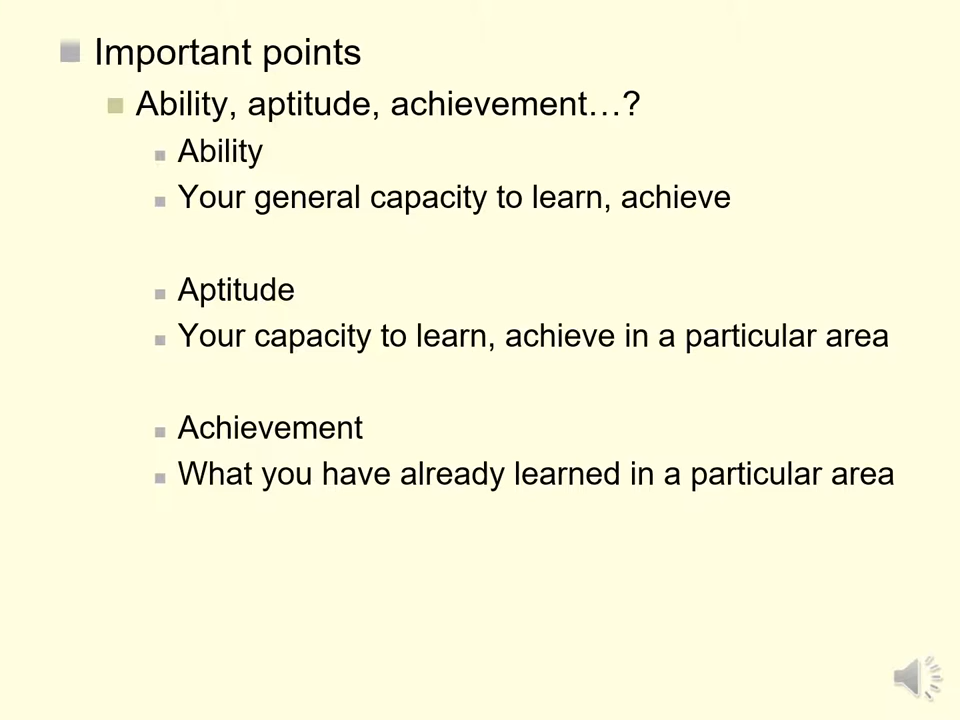 Important points
Ability, aptitude, achievement…?
Ability
Your general capacity to learn, achieve
Aptitude
Your capacity to learn, achieve in a particular area
Achievement
What you have already learned in a particular area